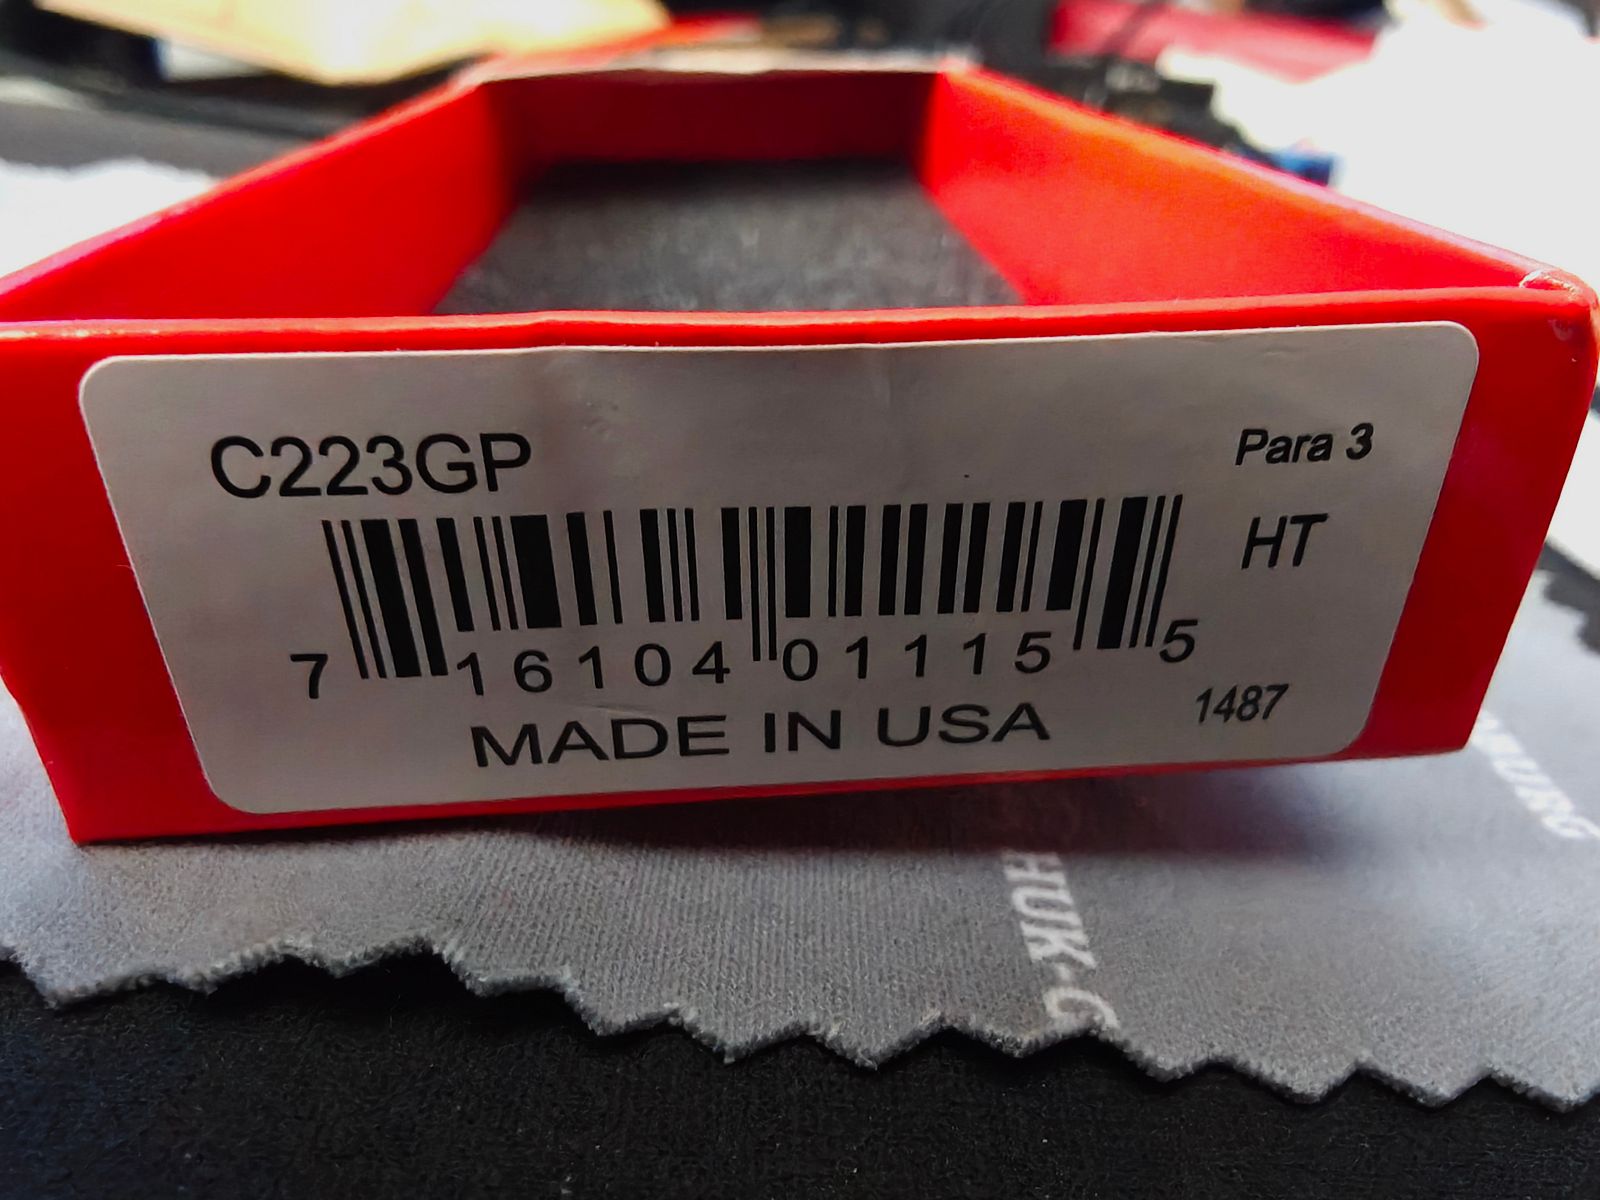 C223GP
Para 3
HT
7 16104 01115 5
1487
MADE IN USA